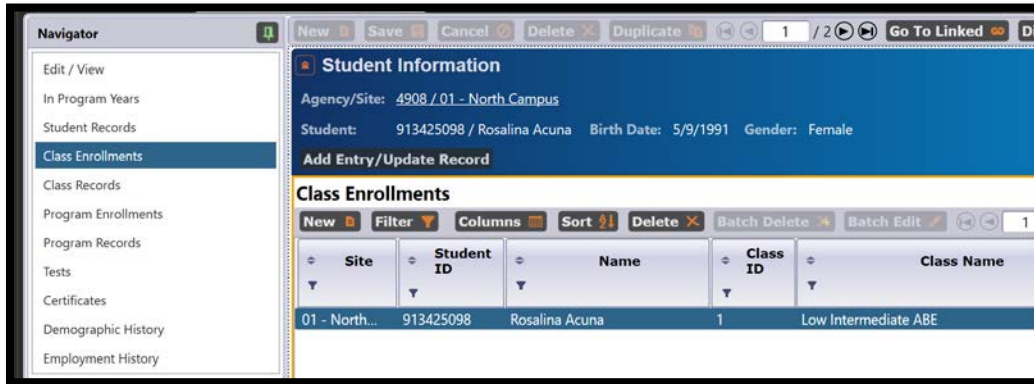 Navigator
Edit / View
In Program Years
Student Records
Class Enrollments
Class Records
Program Enrollments
Program Records
Tests
Certificates
Demographic History
Employment History
New Save Cancel Delete Duplicate 1 / 2 Go To Linked
Student Information
Agency/Site: 4908 / 01 - North Campus
Student: 913425098 / Rosalina Acuna Birth Date: 5/9/1991 Gender: Female
Add Entry/Update Record
Class Enrollments
New Filter Columns Sort Delete Batch Delete Batch Edit 1
Site Student ID Name Class ID Class Name
01 - North... 913425098 Rosalina Acuna 1 Low Intermediate ABE